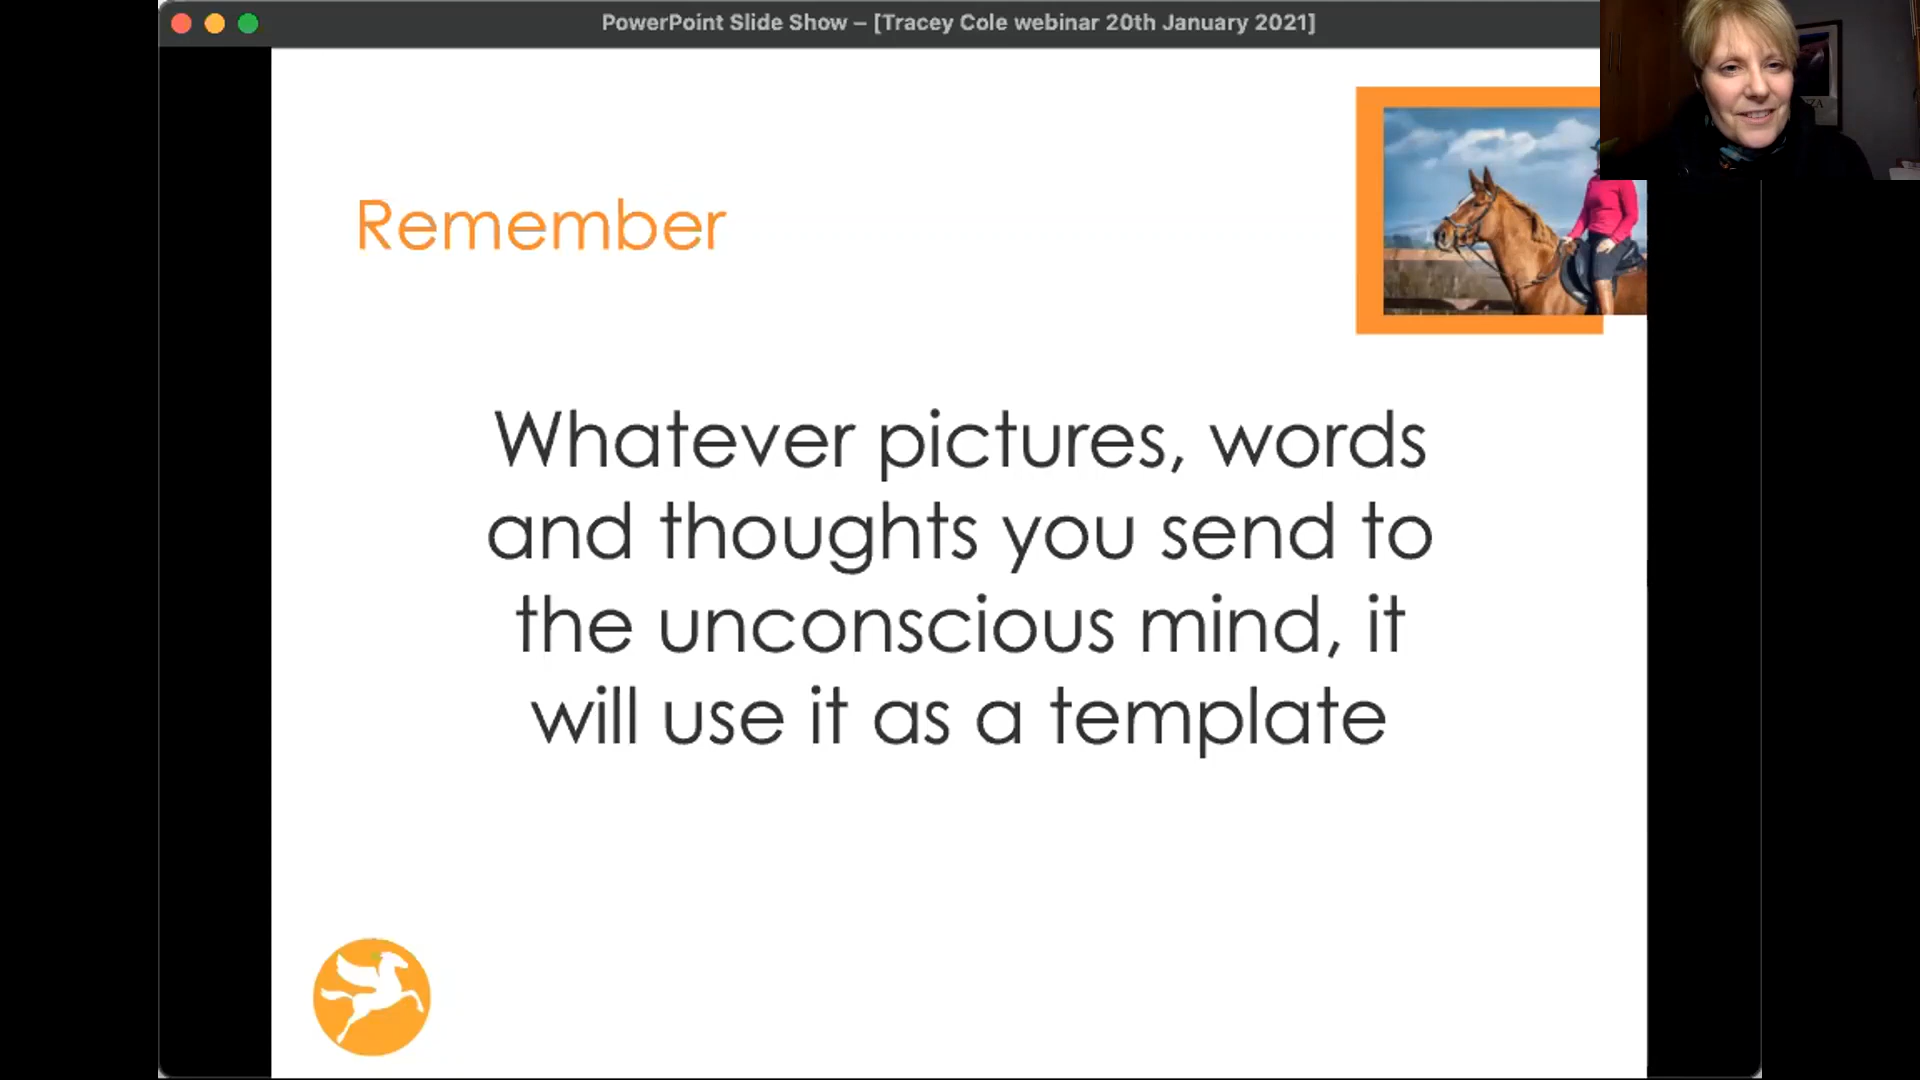 PowerPoint Slide Show – [Tracey Cole webinar 20th January 2021]
Remember
Whatever pictures, words
and thoughts you send to
the unconscious mind, it
will use it as a template